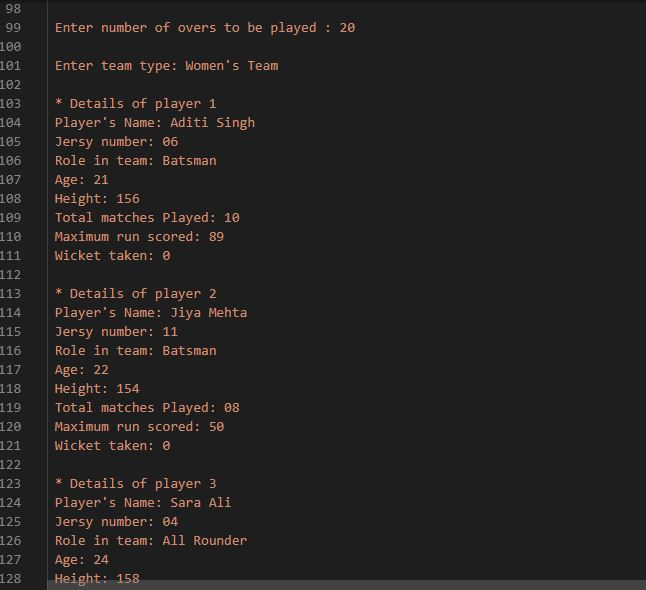 98
99 Enter number of overs to be played : 20
100
101 Enter team type: Women's Team
102
103 * Details of player 1
104 Player's Name: Aditi Singh
105 Jersy number: 06
106 Role in team: Batsman
107 Age: 21
108 Height: 156
109 Total matches Played: 10
110 Maximum run scored: 89
111 Wicket taken: 0
112
113 * Details of player 2
114 Player's Name: Jiya Mehta
115 Jersy number: 11
116 Role in team: Batsman
117 Age: 22
118 Height: 154
119 Total matches Played: 08
120 Maximum run scored: 50
121 Wicket taken: 0
122
123 * Details of player 3
124 Player's Name: Sara Ali
125 Jersy number: 04
126 Role in team: All Rounder
127 Age: 24
128 Height: 158